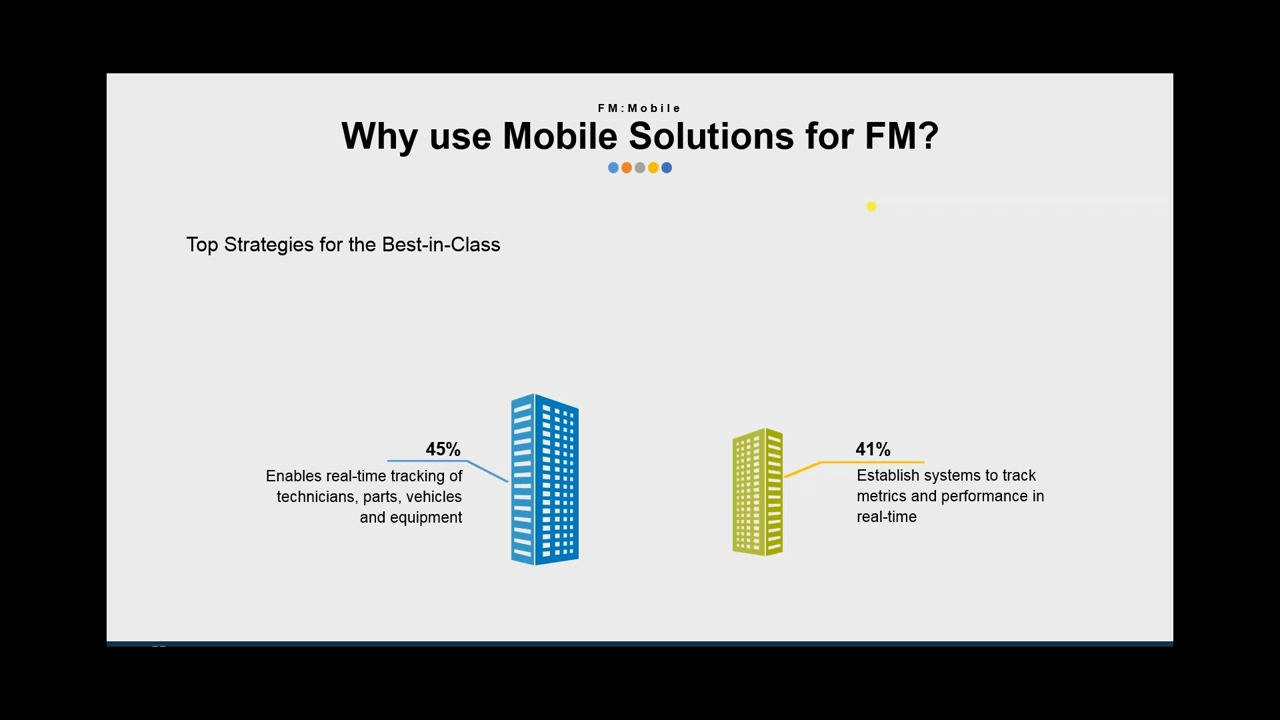 FM:Mobile
Why use Mobile Solutions for FM?
Top Strategies for the Best-in-Class
45%
Enables real-time tracking of
technicians, parts, vehicles
and equipment
41%
Establish systems to track
metrics and performance in
real-time